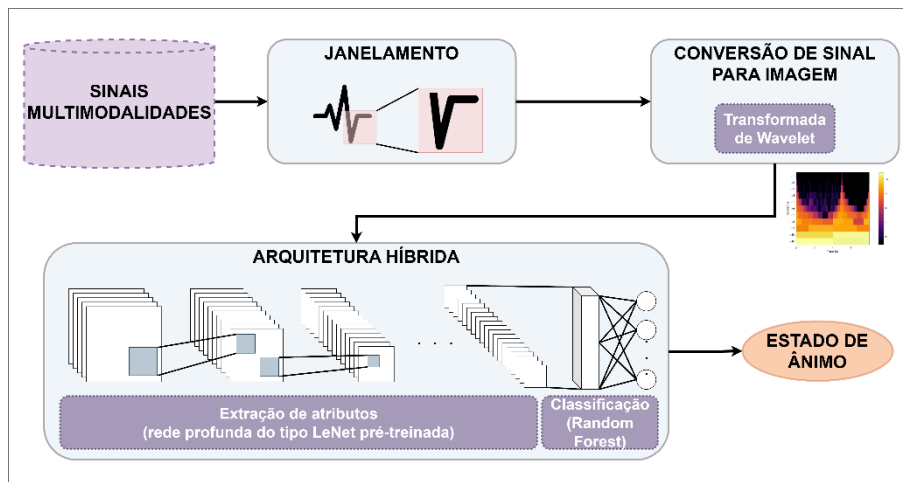 SINAIS
MULTIMODALIDADES
JANELAMENTO
CONVERSÃO DE SINAL
PARA IMAGEM
Transformada
de Wavelet
ARQUITETURA HÍBRIDA
. . .
Extração de atributos
(rede profunda do tipo LeNet pré-treinada)
Classificação
(Random
Forest)
ESTADO DE
ÂNIMO